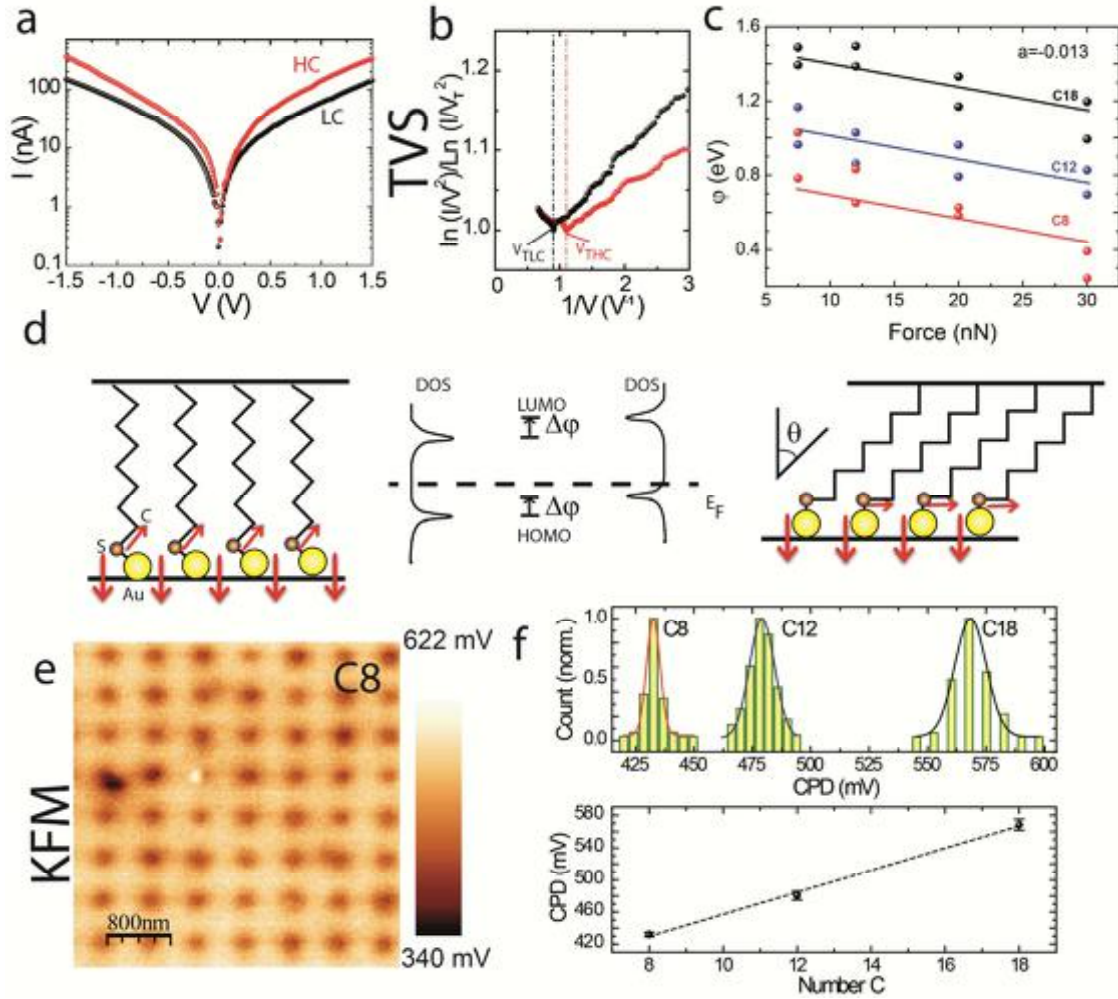 a
I (nA)
100
10
1
0.1
HC
LC
-1.5 -1.0 -0.5 0.0 0.5 1.0 1.5
V (V)
b
TVS
ln (I/V²)/Ln (I/V_T²)
1.2
1.1
1.0
V_TLC
V_THC
0 1 2 3
1/V (V⁻¹)
c
φ (eV)
1.6
1.2
0.8
0.4
a=-0.013
C18
C12
C8
5 10 15 20 25 30
Force (nN)
d
S
C
Au
DOS
DOS
LUMO
Δφ
Δφ
HOMO
E_F
θ
e
KFM
C8
800nm
622 mV
340 mV
f
Count (norm.)
1.0
0.5
0.0
C8
C12
C18
425 450 475 500 525 550 575 600
CPD (mV)
CPD (mV)
580
540
500
460
420
8 10 12 14 16 18
Number C